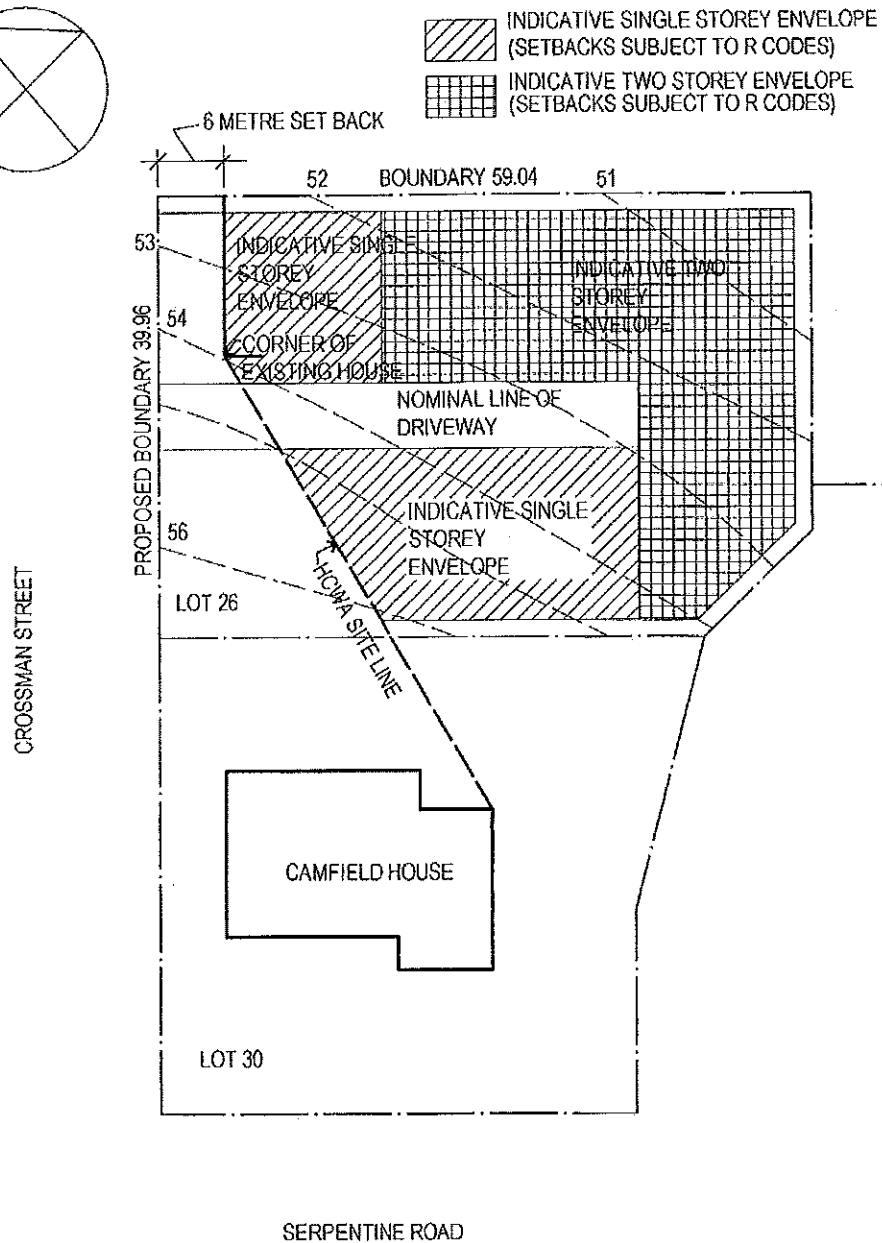 INDICATIVE SINGLE STOREY ENVELOPE
(SETBACKS SUBJECT TO R CODES)
INDICATIVE TWO STOREY ENVELOPE
(SETBACKS SUBJECT TO R CODES)
6 METRE SET BACK
52
BOUNDARY 59.04
51
53
INDICATIVE SINGLE
STOREY
ENVELOPE
INDICATIVE TWO
STOREY
ENVELOPE
54
CORNER OF
EXISTING HOUSE
PROPOSED BOUNDARY 39.96
NOMINAL LINE OF
DRIVEWAY
INDICATIVE SINGLE
STOREY
ENVELOPE
56
HCWA SITE LINE
LOT 26
CROSSMAN STREET
CAMFIELD HOUSE
LOT 30
SERPENTINE ROAD